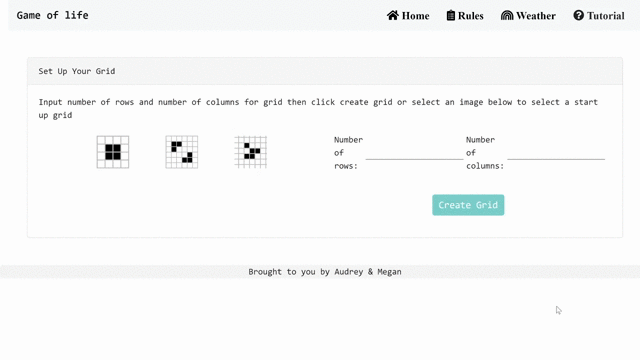 Game of life
Home
Rules
Weather
Tutorial
Set Up Your Grid
Input number of rows and number of columns for grid then click create grid or select an image below to select a start
up grid
Number
of
rows:
Number
of
columns:
Create Grid
Brought to you by Audrey & Megan